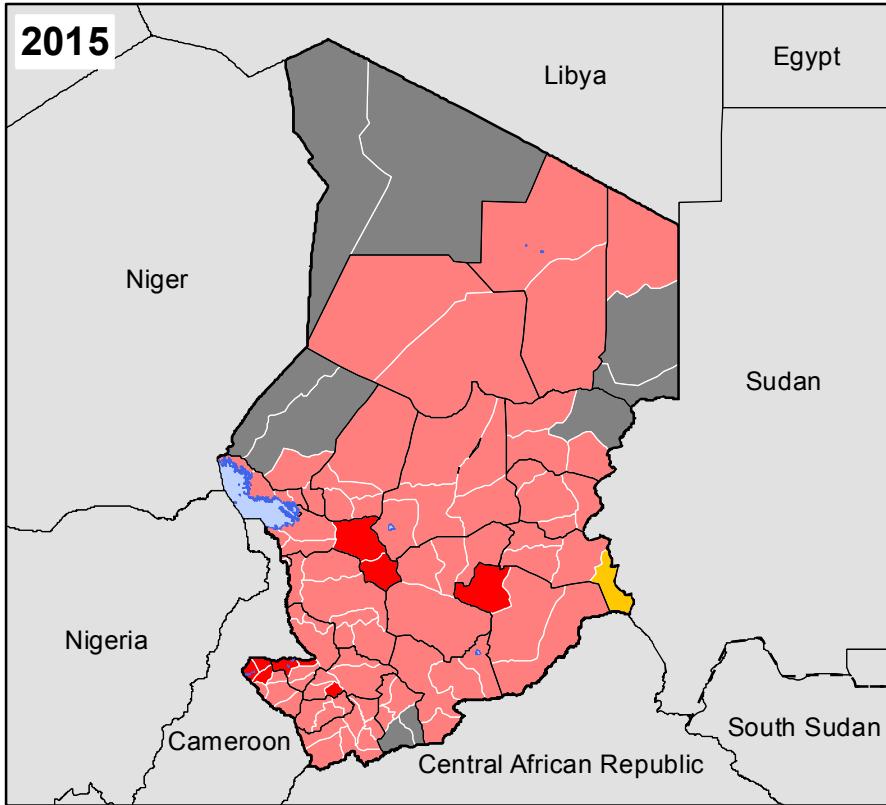 2015
Libya
Egypt
Niger
Sudan
Nigeria
Cameroon
South Sudan
Central African Republic